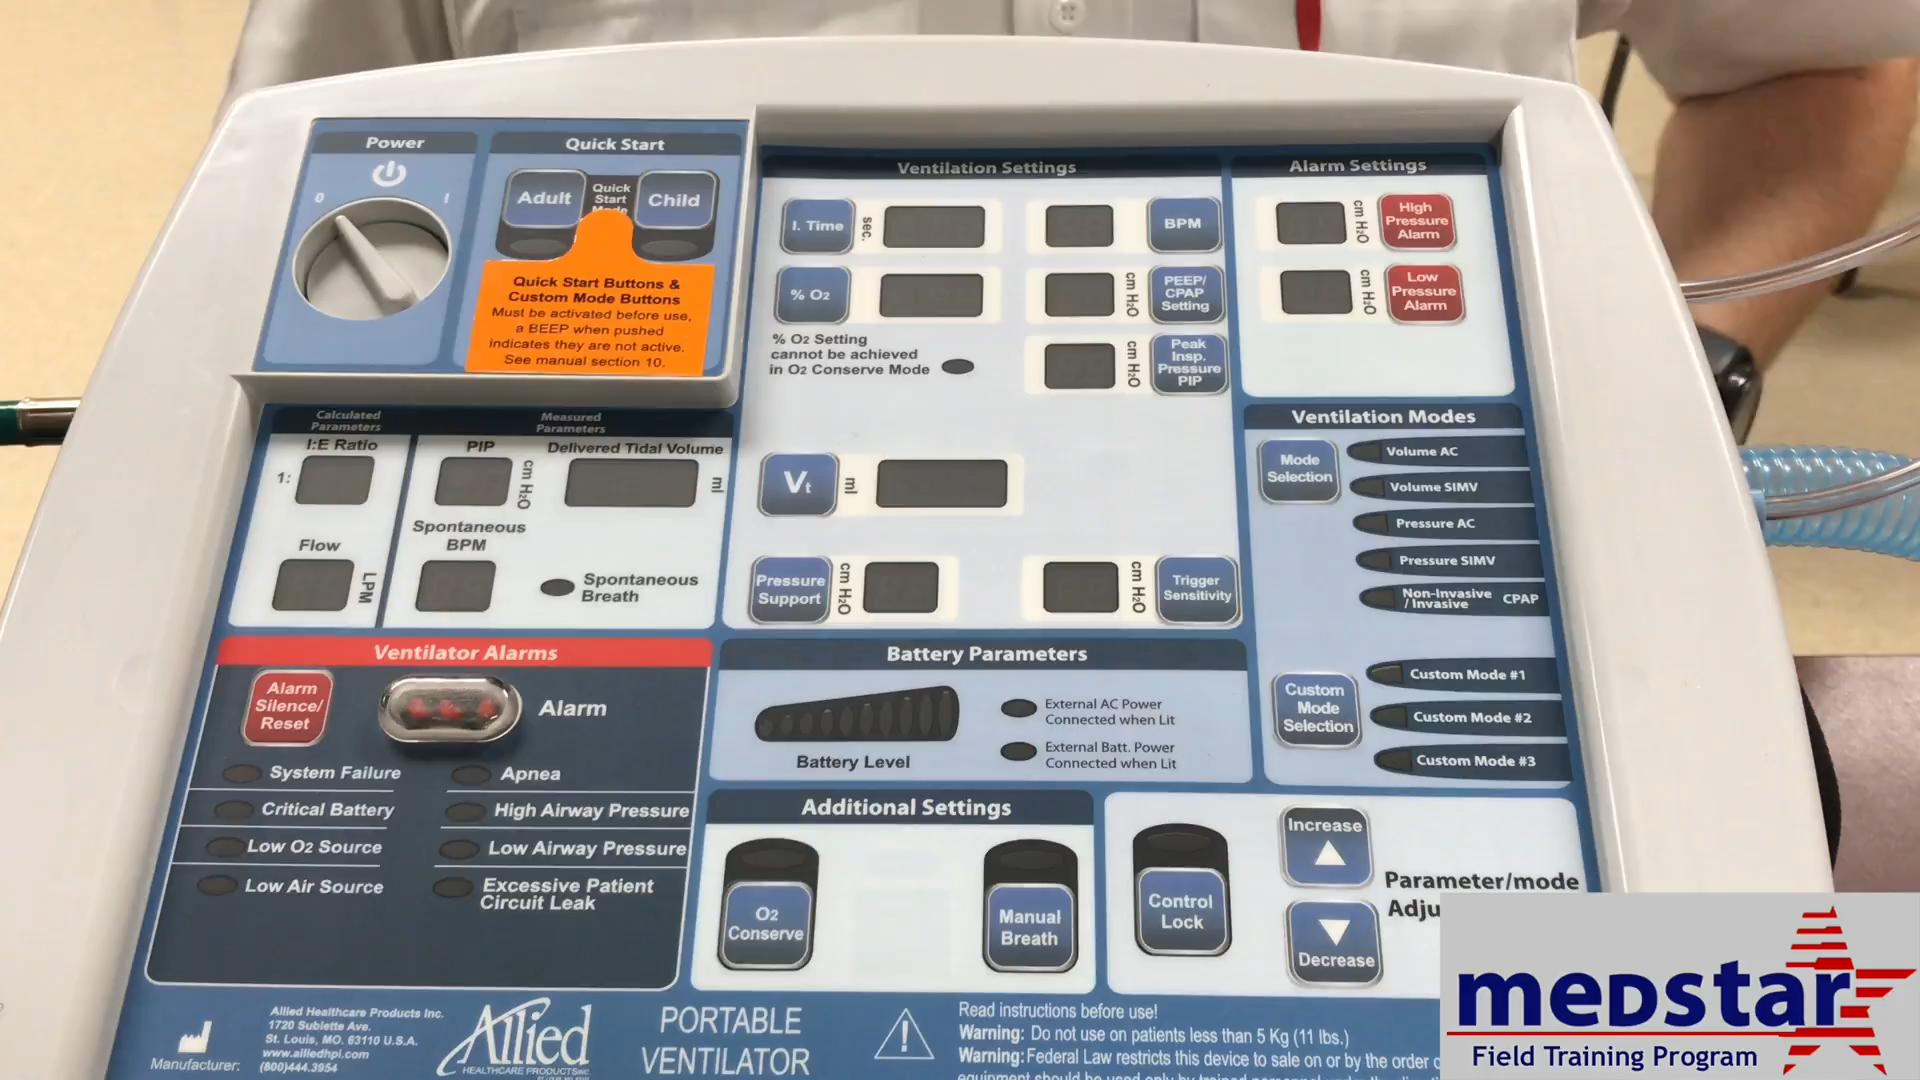 Power
0
I
Quick Start
Adult
Quick
Start
Child
Quick Start Buttons &
Custom Mode Buttons
Must be activated before use,
a BEEP when pushed
indicates they are not active.
See manual section 10.
Ventilation Settings
I. Time
sec.
BPM
% O2
cm H2O
PEEP/
CPAP
Setting
% O2 Setting
cannot be achieved
in O2 Conserve Mode
cm H2O
Peak
Insp.
Pressure
PIP
Vt
ml
Pressure
Support
cm H2O
cm H2O
Trigger
Sensitivity
Alarm Settings
cm H2O
High
Pressure
Alarm
cm H2O
Low
Pressure
Alarm
Calculated
Parameters
Measured
Parameters
I:E Ratio
1:
PIP
cm H2O
Delivered Tidal Volume
ml
Flow
LPM
Spontaneous
BPM
Spontaneous
Breath
Ventilation Modes
Mode
Selection
Volume AC
Volume SIMV
Pressure AC
Pressure SIMV
Non-Invasive
/ Invasive CPAP
Custom
Mode
Selection
Custom Mode #1
Custom Mode #2
Custom Mode #3
Ventilator Alarms
Alarm
Silence/
Reset
Alarm
System Failure
Apnea
Critical Battery
High Airway Pressure
Low O2 Source
Low Airway Pressure
Low Air Source
Excessive Patient
Circuit Leak
Battery Parameters
Battery Level
External AC Power
Connected when Lit
External Batt. Power
Connected when Lit
Additional Settings
O2
Conserve
Manual
Breath
Control
Lock
Increase
Decrease
Parameter/mode
Manufacturer:
Allied Healthcare Products Inc.
1720 Sublette Ave.
St. Louis, MO. 63110 U.S.A.
www.alliedhpi.com
(800)444.3954
Allied
HEALTHCARE PRODUCTS INC.
PORTABLE
VENTILATOR
Read instructions before use!
Warning: Do not use on patients less than 5 Kg (11 lbs.)
Warning: Federal Law restricts this device to sale on or by the order
medstar
Field Training Program